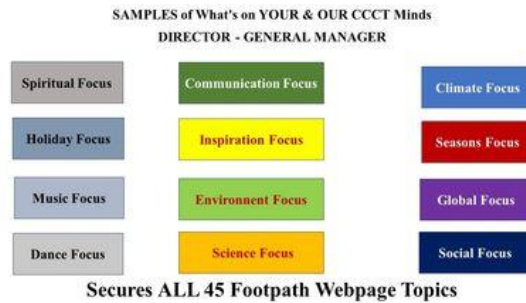 SAMPLES of What's on YOUR & OUR CCCT Minds
DIRECTOR - GENERAL MANAGER
Spiritual Focus
Communication Focus
Climate Focus
Holiday Focus
Inspiration Focus
Seasons Focus
Music Focus
Environment Focus
Global Focus
Dance Focus
Science Focus
Social Focus
Secures ALL 45 Footpath Webpage Topics